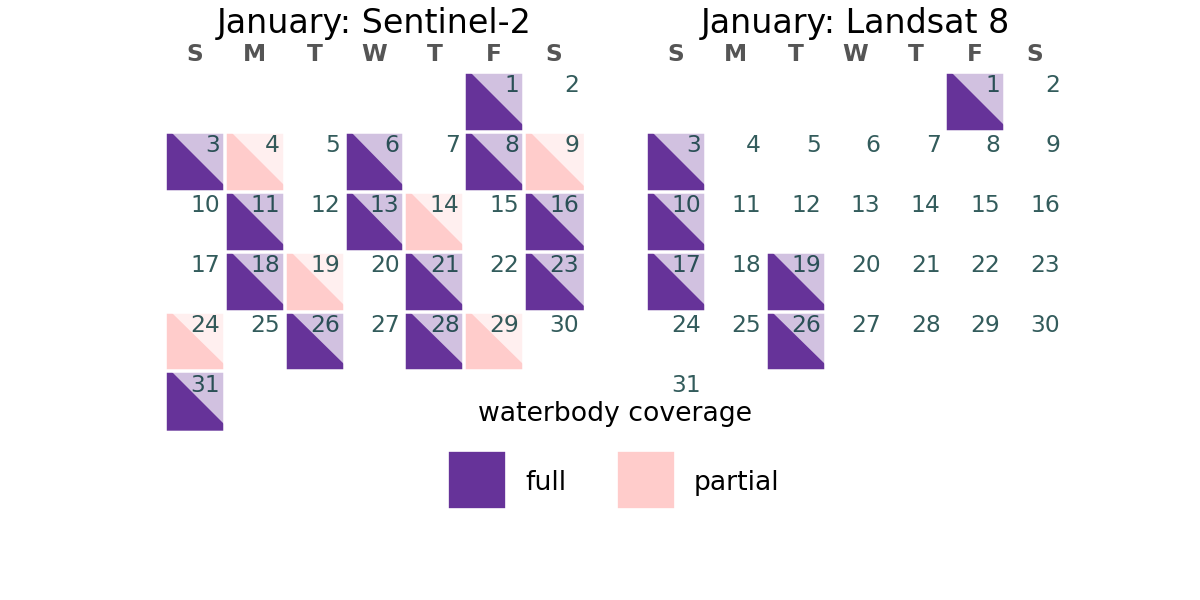 January: Sentinel-2
S M T W T F S
1 2
3 4 5 6 7 8 9
10 11 12 13 14 15 16
17 18 19 20 21 22 23
24 25 26 27 28 29 30
31
January: Landsat 8
S M T W T F S
1 2
3 4 5 6 7 8 9
10 11 12 13 14 15 16
17 18 19 20 21 22 23
24 25 26 27 28 29 30
31
waterbody coverage
full partial